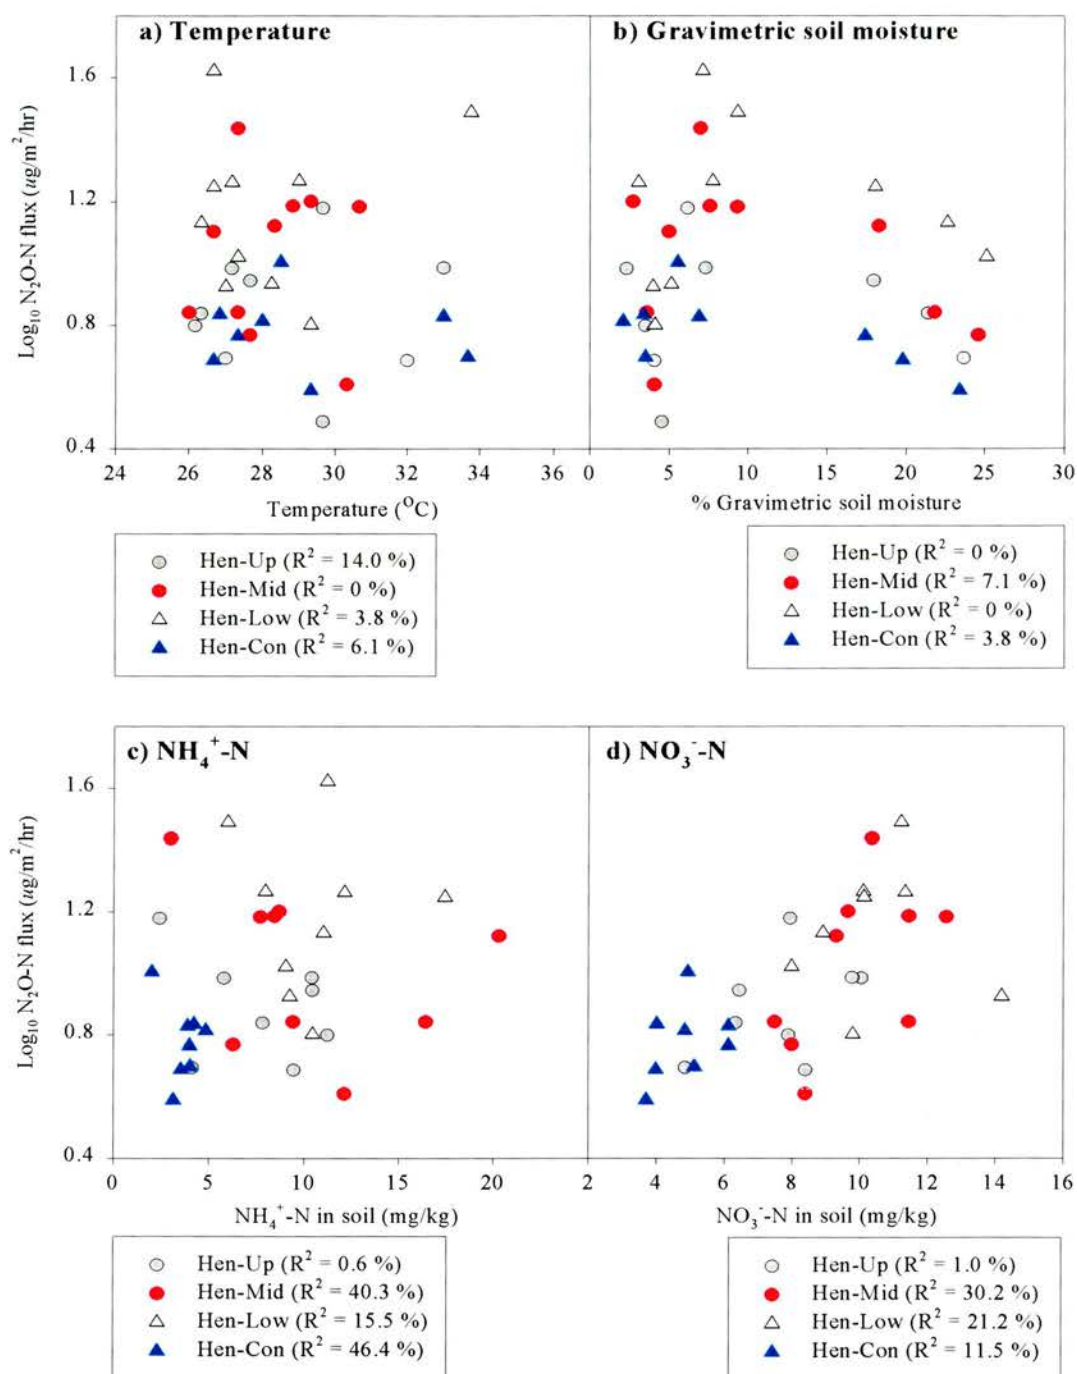 a) Temperature
b) Gravimetric soil moisture
Log₁₀ N₂O-N flux (ug/m²/hr)
1.6
1.2
0.8
0.4
24 26 28 30 32 34 36
0 5 10 15 20 25 30
Temperature (ᴼC)
% Gravimetric soil moisture
Hen-Up (R² = 14.0 %)
Hen-Mid (R² = 0 %)
Hen-Low (R² = 3.8 %)
Hen-Con (R² = 6.1 %)
Hen-Up (R² = 0 %)
Hen-Mid (R² = 7.1 %)
Hen-Low (R² = 0 %)
Hen-Con (R² = 3.8 %)
c) NH₄⁺-N
d) NO₃⁻-N
Log₁₀ N₂O-N flux (ug/m²/hr)
1.6
1.2
0.8
0.4
0 5 10 15 20
2 4 6 8 10 12 14 16
NH₄⁺-N in soil (mg/kg)
NO₃⁻-N in soil (mg/kg)
Hen-Up (R² = 0.6 %)
Hen-Mid (R² = 40.3 %)
Hen-Low (R² = 15.5 %)
Hen-Con (R² = 46.4 %)
Hen-Up (R² = 1.0 %)
Hen-Mid (R² = 30.2 %)
Hen-Low (R² = 21.2 %)
Hen-Con (R² = 11.5 %)